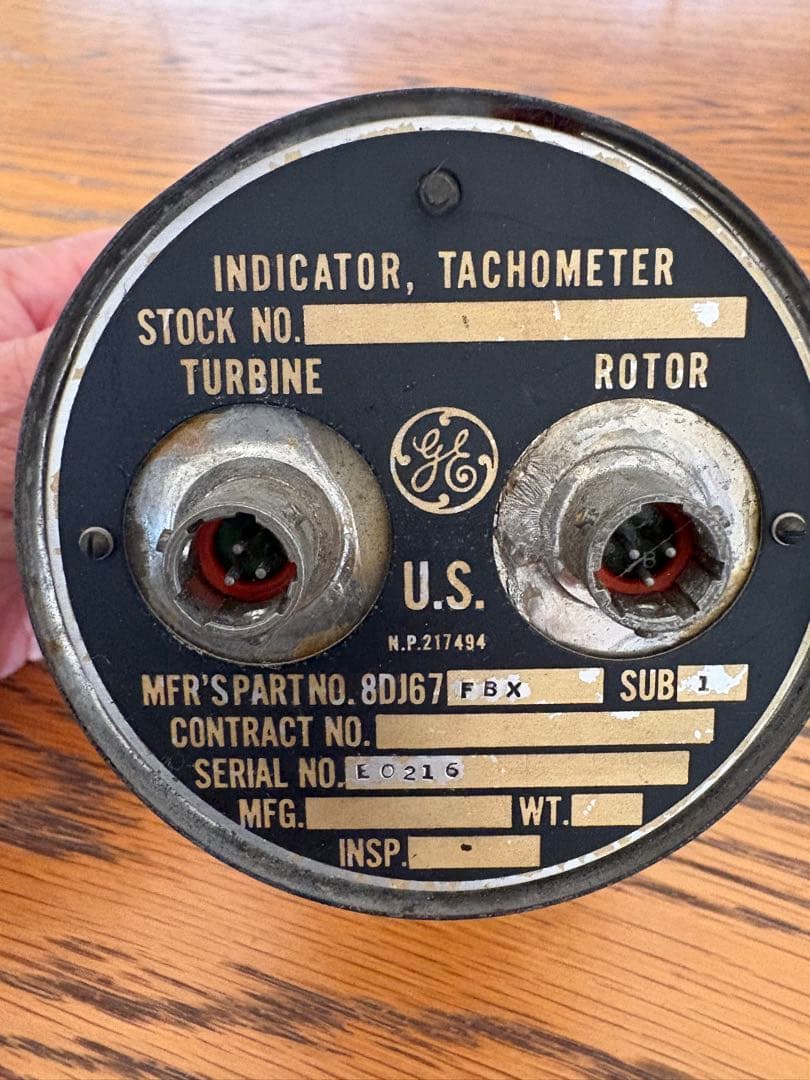 INDICATOR, TACHOMETER
STOCK NO.
TURBINE ROTOR
GE
U.S.
N.P.217494
MFR'S PART NO. 8DJ67 FBX SUB 1
CONTRACT NO.
SERIAL NO. E0216
MFG. WT.
INSP.